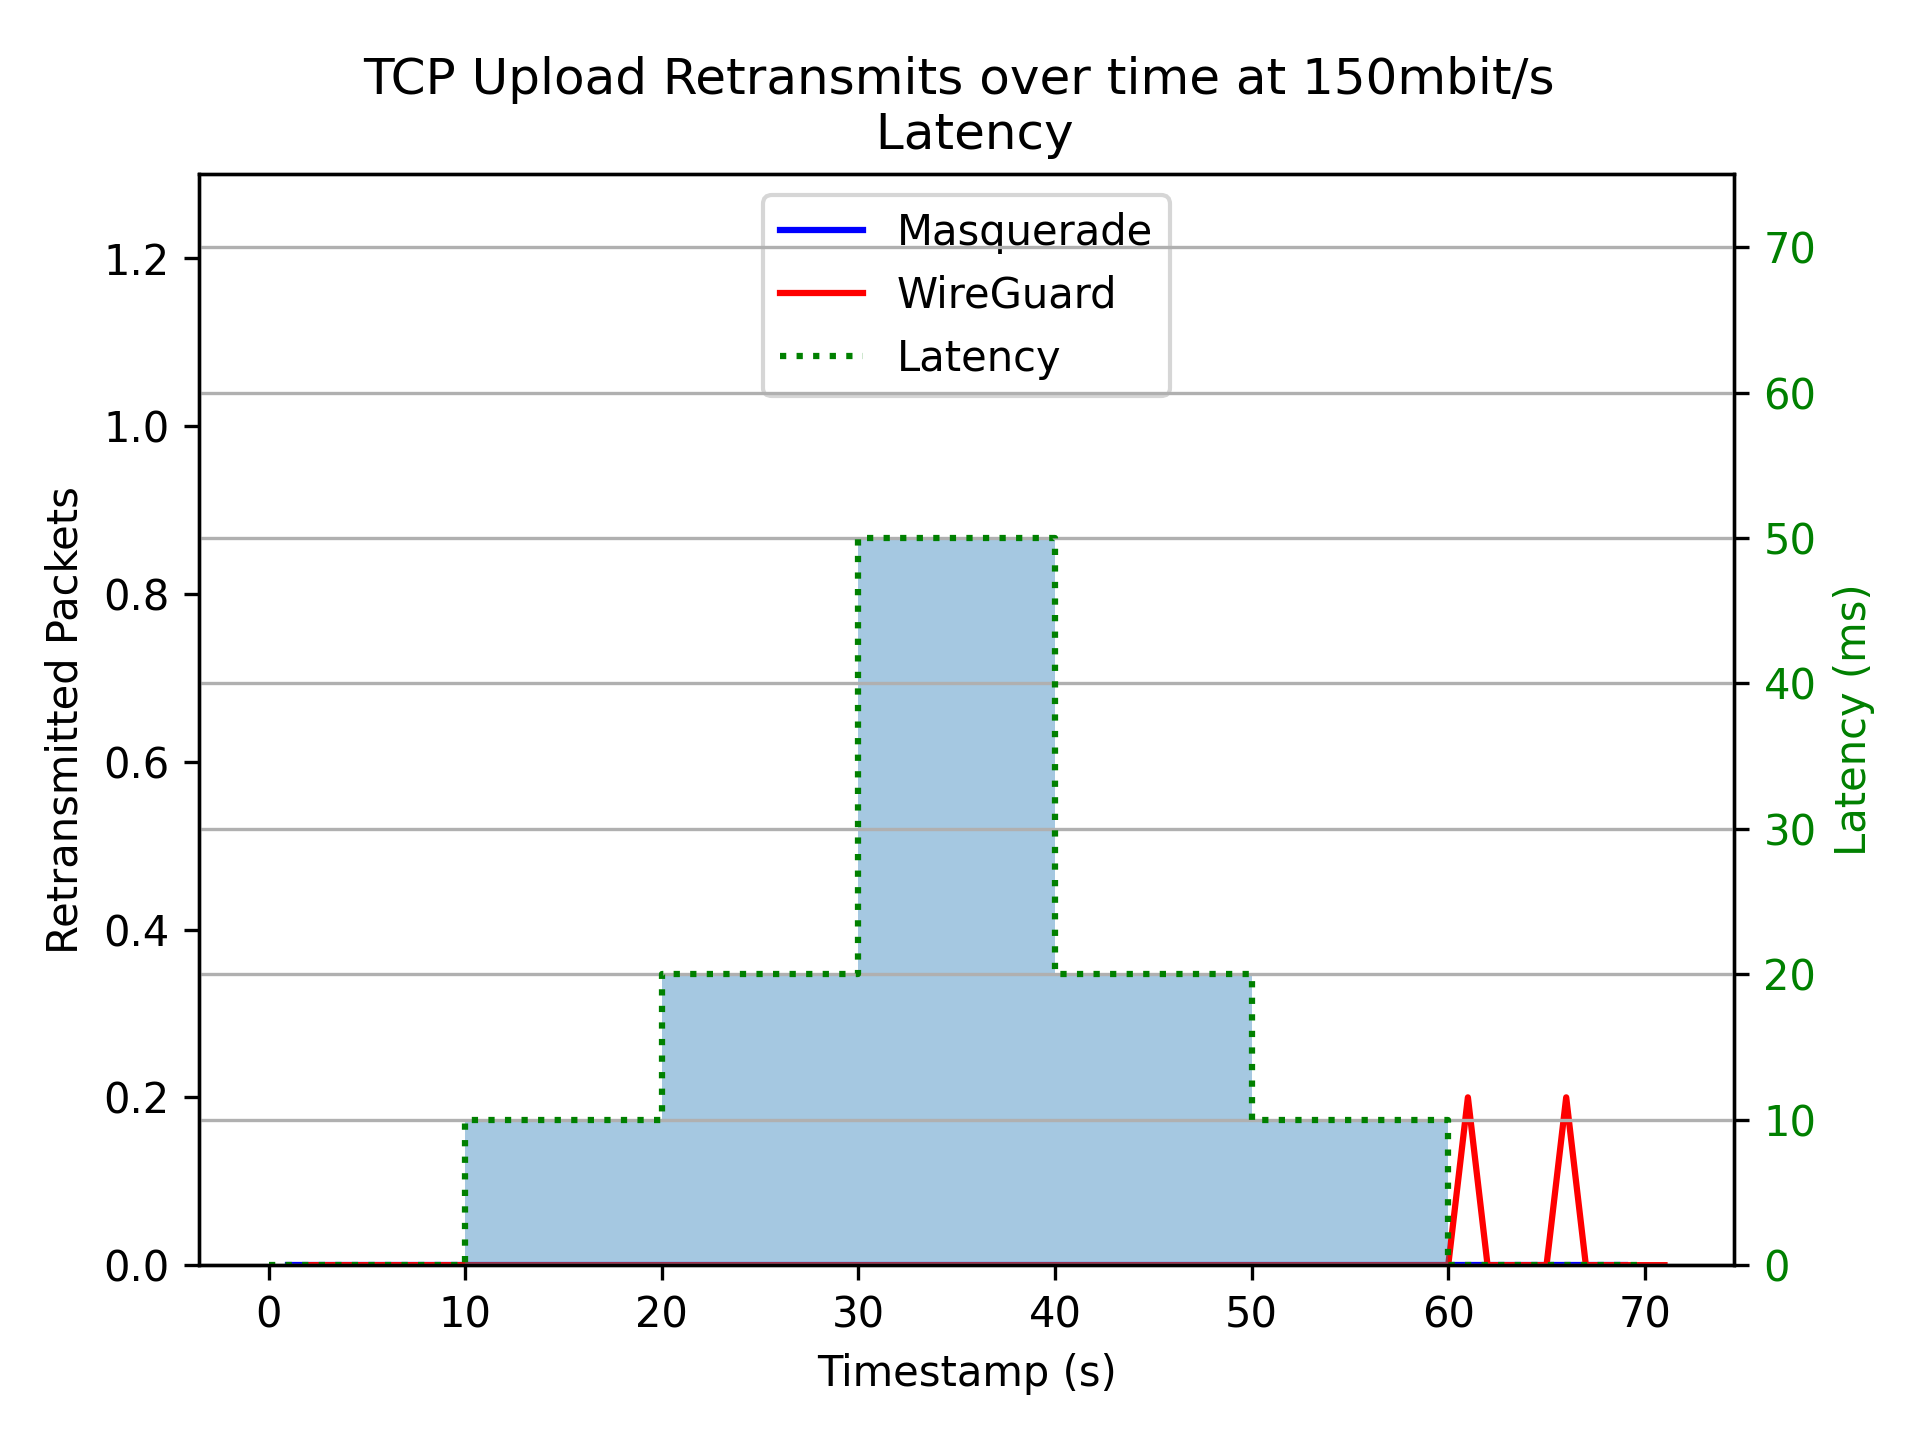 TCP Upload Retransmits over time at 150mbit/s
Latency
Masquerade
WireGuard
Latency
Retransmitted Packets
1.2
1.0
0.8
0.6
0.4
0.2
0.0
70
60
50
40
30
20
10
0
Latency (ms)
0 10 20 30 40 50 60 70
Timestamp (s)